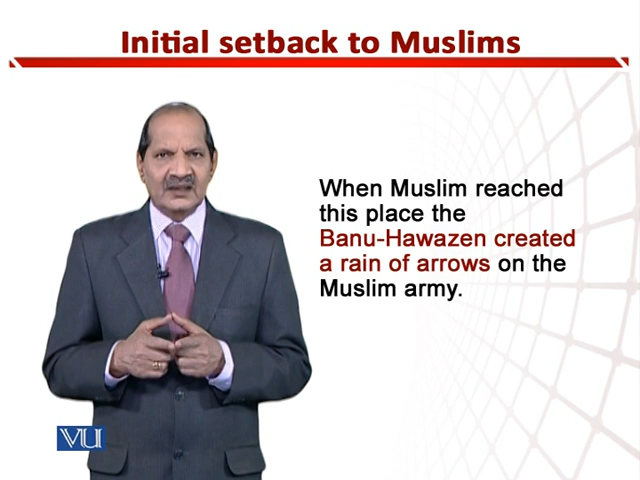 Initial setback to Muslims
When Muslim reached
this place the
Banu-Hawazen created
a rain of arrows on the
Muslim army.
VU